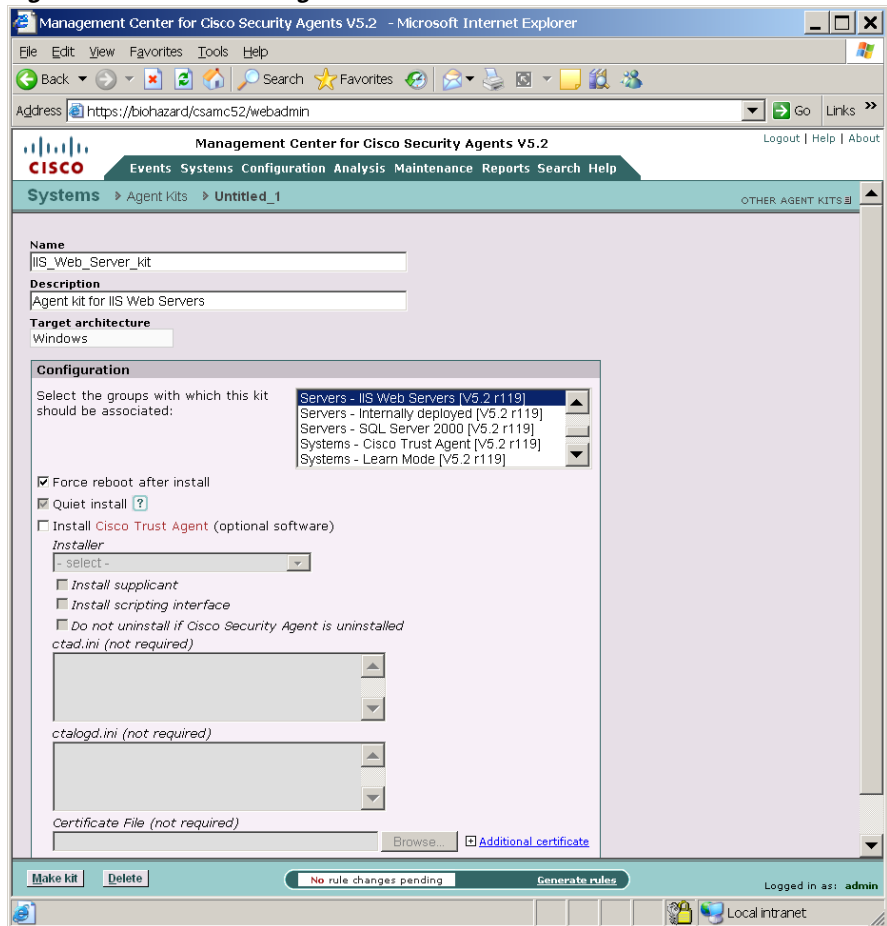 Management Center for Cisco Security Agents V5.2 - Microsoft Internet Explorer
File Edit View Favorites Tools Help
Back Search Favorites
Address https://biohazard/csamc52/webadmin Go Links »
Management Center for Cisco Security Agents V5.2 Logout | Help | About
CISCO Events Systems Configuration Analysis Maintenance Reports Search Help
Systems Agent Kits Untitled_1 OTHER AGENT KITS
Name
IIS_Web_Server_kit
Description
Agent kit for IIS Web Servers
Target architecture
Windows
Configuration
Select the groups with which this kit
should be associated:
Servers - IIS Web Servers [V5.2 r119]
Servers - Internally deployed [V5.2 r119]
Servers - SQL Server 2000 [V5.2 r119]
Systems - Cisco Trust Agent [V5.2 r119]
Systems - Learn Mode [V5.2 r119]
Force reboot after install
Quiet install ?
Install Cisco Trust Agent (optional software)
Installer
- select -
Install supplicant
Install scripting interface
Do not uninstall if Cisco Security Agent is uninstalled
ctad.ini (not required)
ctalogd.ini (not required)
Certificate File (not required)
Browse... Additional certificate
Make kit Delete No rule changes pending Generate rules Logged in as: admin
Local intranet